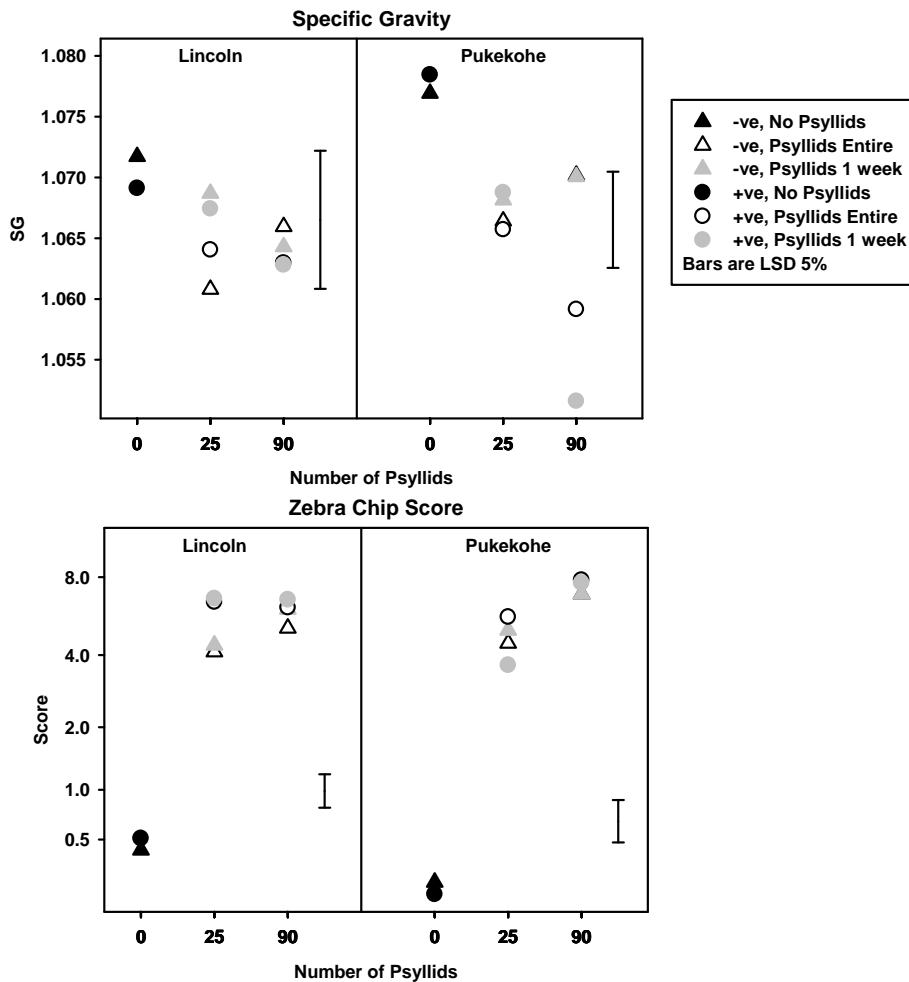 Specific Gravity
Lincoln
Pukekohe
1.080
1.075
1.070
1.065
1.060
1.055
SG
0 25 90 0 25 90
Number of Psyllids
-ve, No Psyllids
-ve, Psyllids Entire
-ve, Psyllids 1 week
+ve, No Psyllids
+ve, Psyllids Entire
+ve, Psyllids 1 week
Bars are LSD 5%
Zebra Chip Score
Lincoln
Pukekohe
8.0
4.0
2.0
1.0
0.5
Score
0 25 90 0 25 90
Number of Psyllids